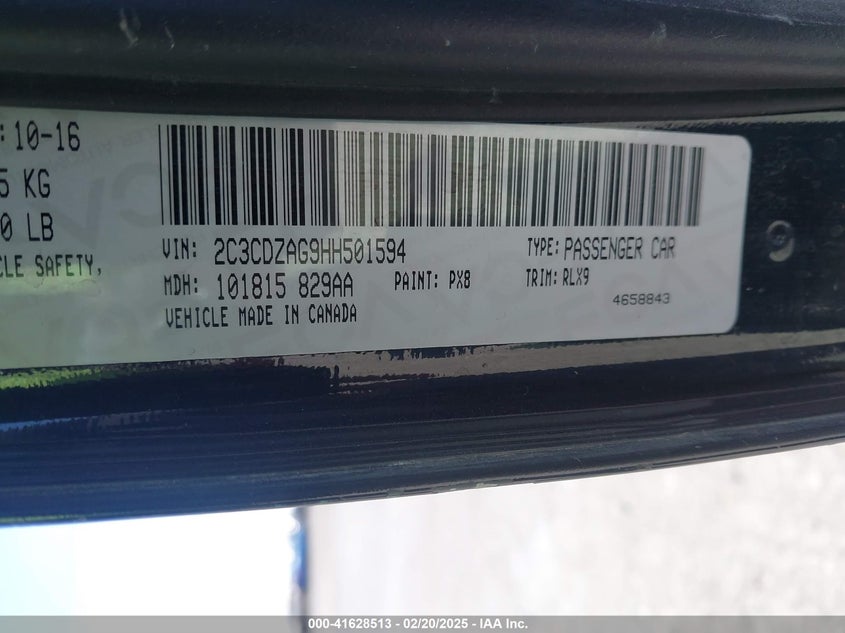 : 10-16
5 KG
0 LB
CLE SAFETY,
VIN: 2C3CDZAG9HH501594
TYPE: PASSENGER CAR
MDH: 101815 829AA
PAINT: PX8
TRIM: RLX9
VEHICLE MADE IN CANADA
4658843
000-41628513 - 02/20/2025 - IAA Inc.